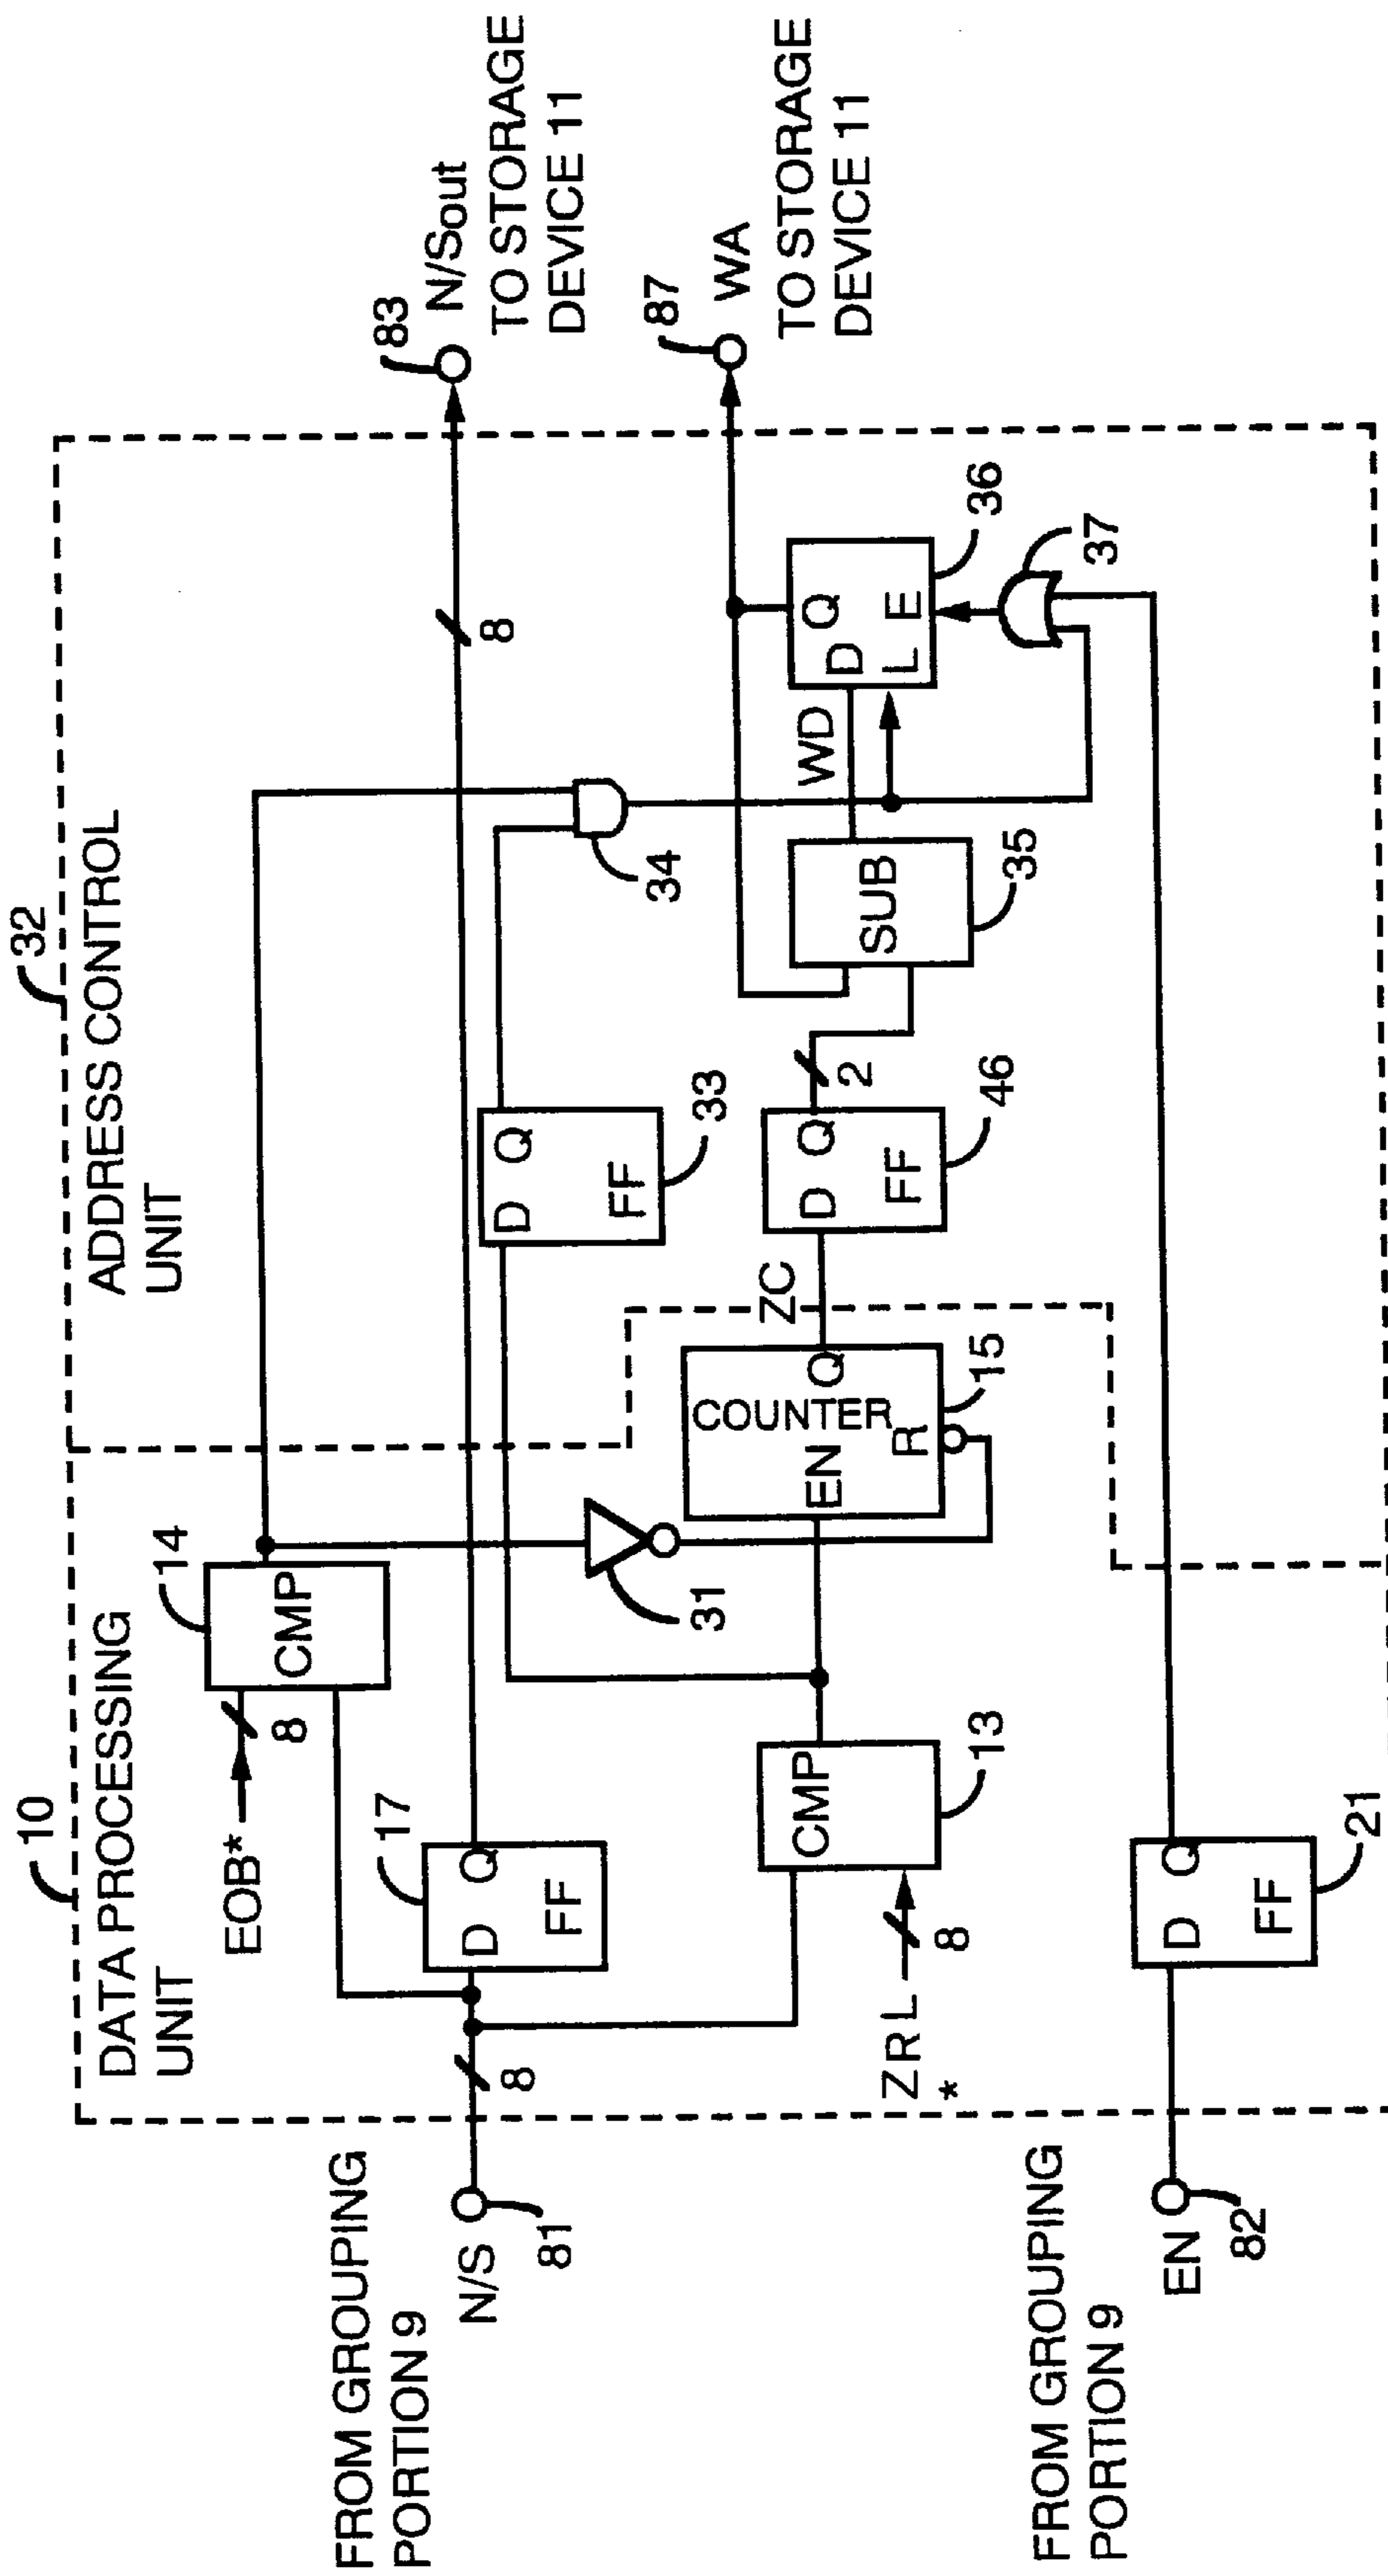 10
DATA PROCESSING
UNIT
32
ADDRESS CONTROL
UNIT
EOB*
8
14
CMP
FROM GROUPING
PORTION 9
N/S
81
8
17
D Q
FF
8
83
N/Sout
TO STORAGE
DEVICE 11
31
D Q
FF
33
34
ZRL
*
8
CMP
13
COUNTER
EN
Q
R
15
ZC
D Q
FF
46
2
SUB
35
WD
D Q
L E
36
37
87
WA
TO STORAGE
DEVICE 11
FROM GROUPING
PORTION 9
EN
82
D Q
FF
21